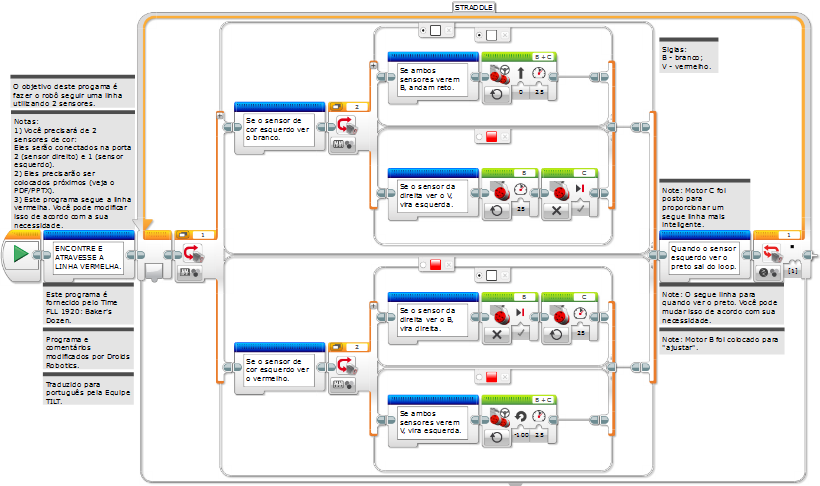 STRADDLE
O objetivo deste progama é
fazer o robô seguir uma linha
utilizando 2 sensores.
Notas:
1) Você precisará de 2
sensores de cor:
Eles serão conectados na porta
2 (sensor direito) e 1 (sensor
esquerdo).
2) Eles precisarão ser
colocados próximos (veja o
PDF/PPTX).
3) Este programa segue a linha
vermelha. Você pode modificar
isso de acordo com a sua
necessidade.
ENCONTRE E
ATRAVESSE A
LINHA VERMELHA.
Este programa é
fornecido pelo Time
FLL 1920: Baker's
Dozen.
Programa e
comentários
modificados por Droids
Robotics.
Traduzido para
português pela Equipe
TILT.
1
Se o sensor de
cor esquerdo ver
o branco.
2
Se ambos
sensores verem
B, andam reto.
B + C
0 25
Se o sensor da
direita ver o V,
vira esquerda.
B
25
C
Se o sensor de
cor esquerdo ver
o vermelho.
2
Se o sensor da
direita ver o B,
vira direita.
B
C
25
Se ambos
sensores verem
V, vira esquerda.
B + C
-100 25
Siglas:
B - branco;
V - vermelho.
Note: Motor C foi
posto para
proporcionar um
segue linha mais
inteligente.
Quando o sensor
esquerdo ver o
preto sai do loop.
1
[1]
Note: O segue linha para
quando ver o preto. Você pode
mudar isso de acordo com sua
necessidade.
Note: Motor B foi colocado para
"ajustar".